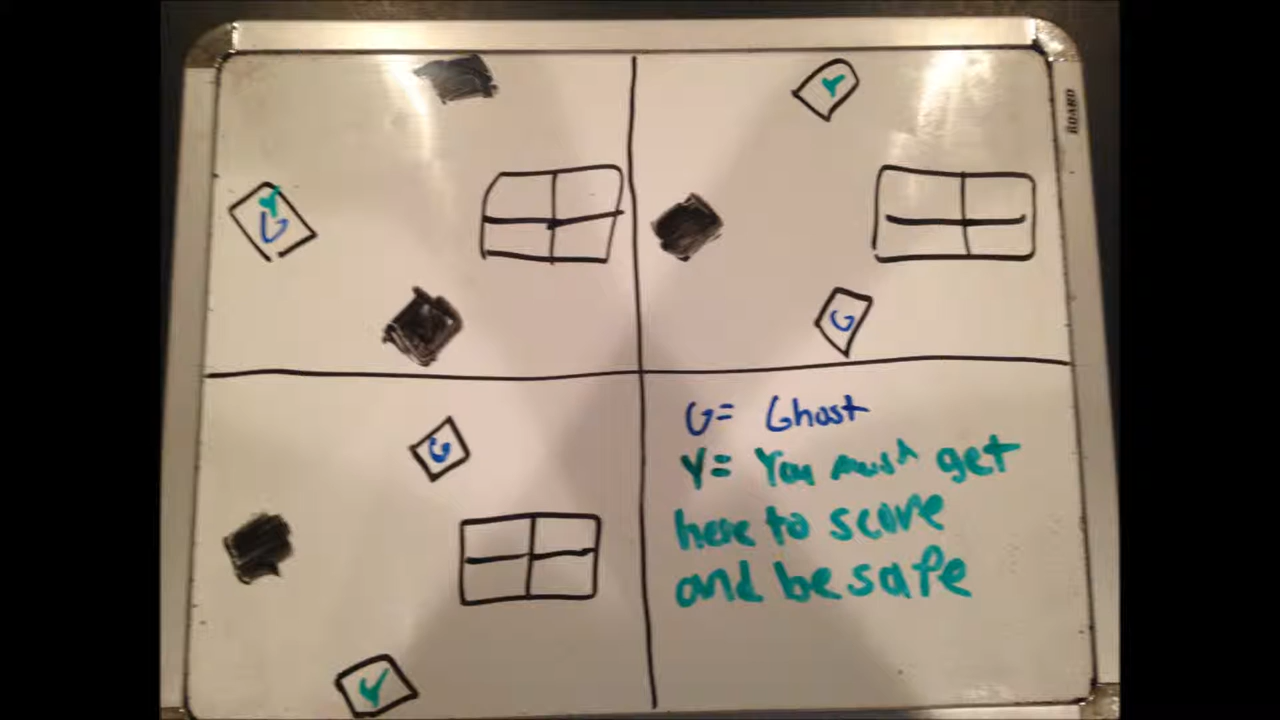 Y
G
Y
BOARD
G
G
Y
G= Ghost
Y= You must get
here to score
and be safe